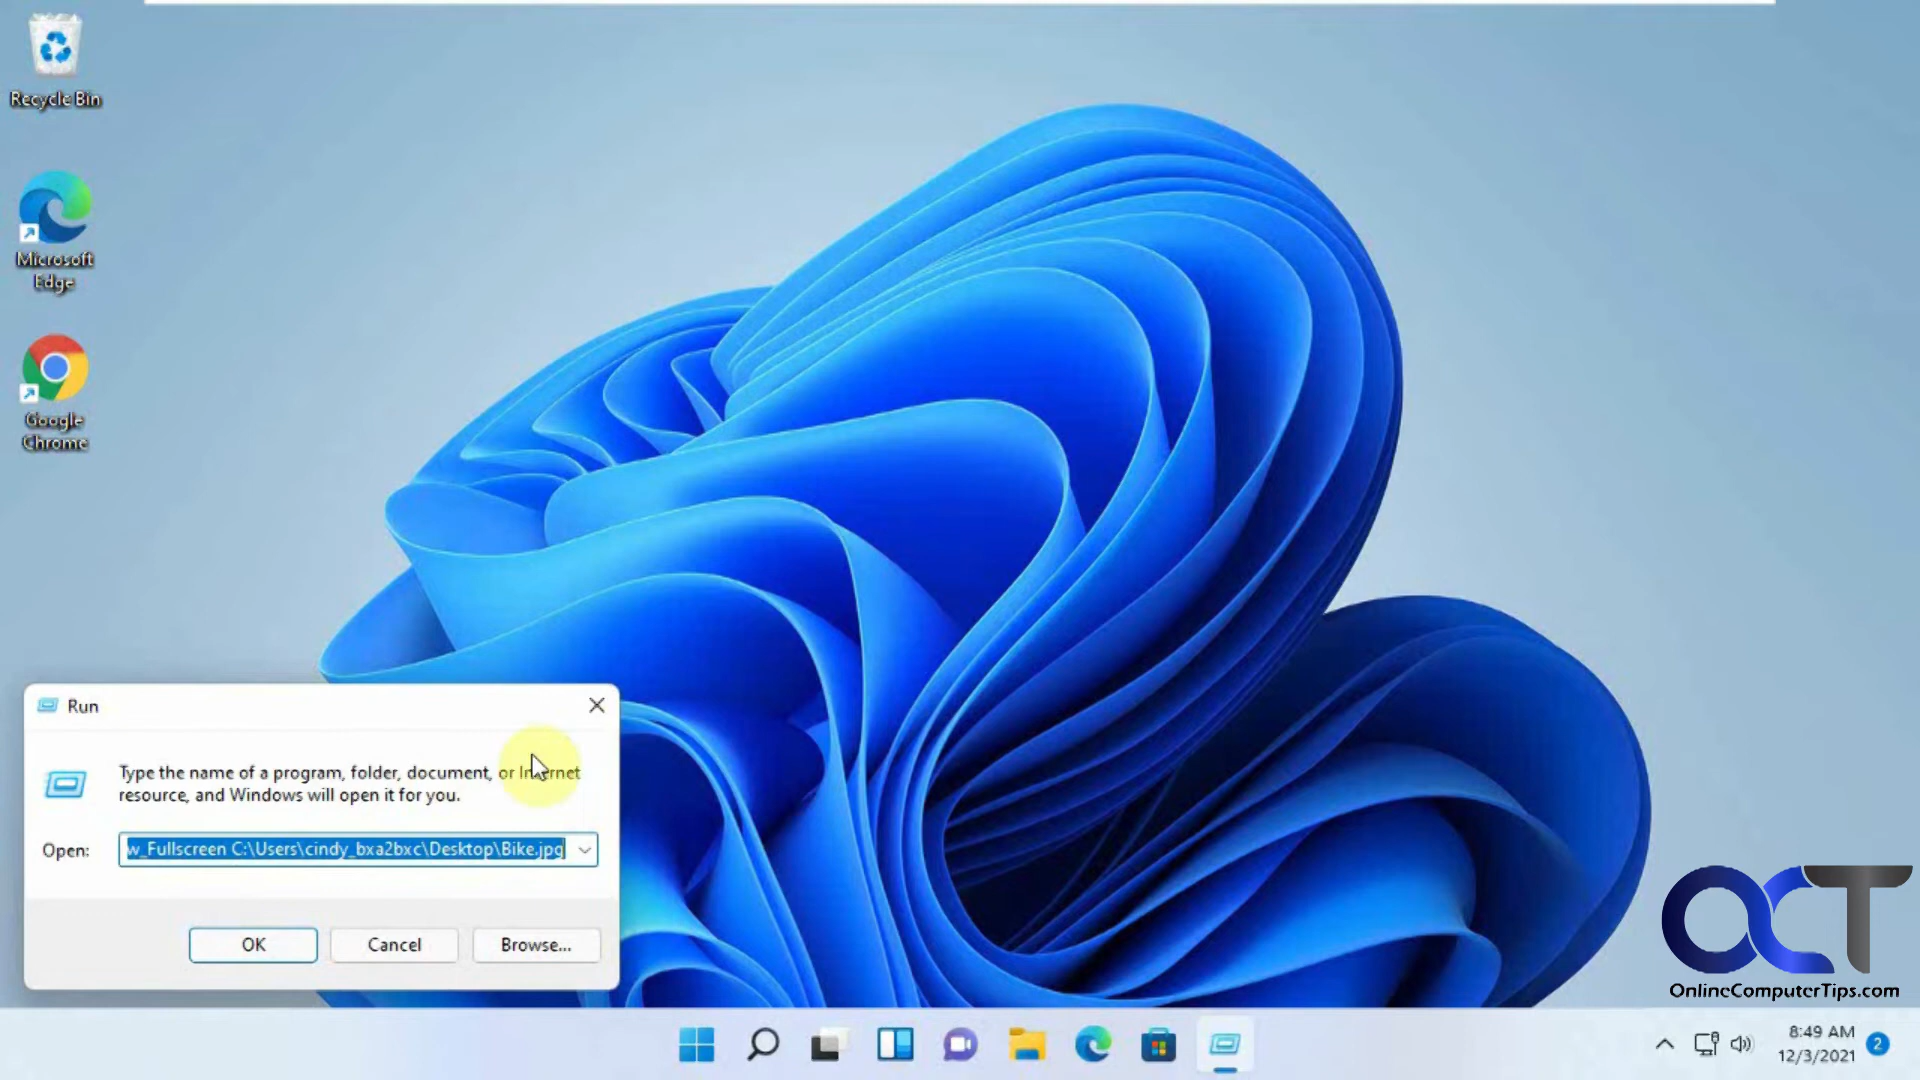 Recycle Bin
Microsoft
Edge
Google
Chrome
Run
Type the name of a program, folder, document, or Internet
resource, and Windows will open it for you.
Open:
w_Fullscreen C:\Users\cindy_bxa2bxc\Desktop\Bike.jpg
OK
Cancel
Browse...
OCT
OnlineComputerTips.com
8:49 AM
12/3/2021
2